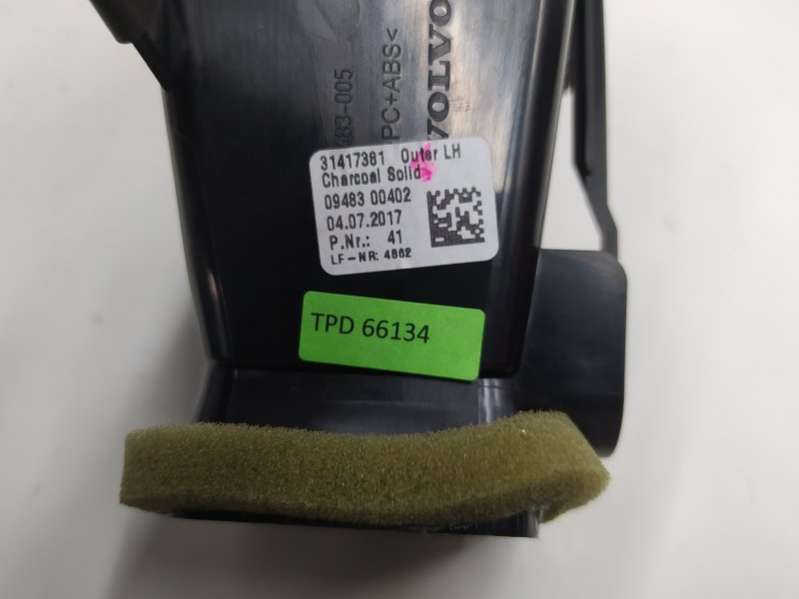 VOLVO
PC+ABS<
483-005
31417381 Outer LH
Charcoal Solid
09483 00402
04.07.2017
P.Nr.: 41
LF-NR: 4662
TPD 66134